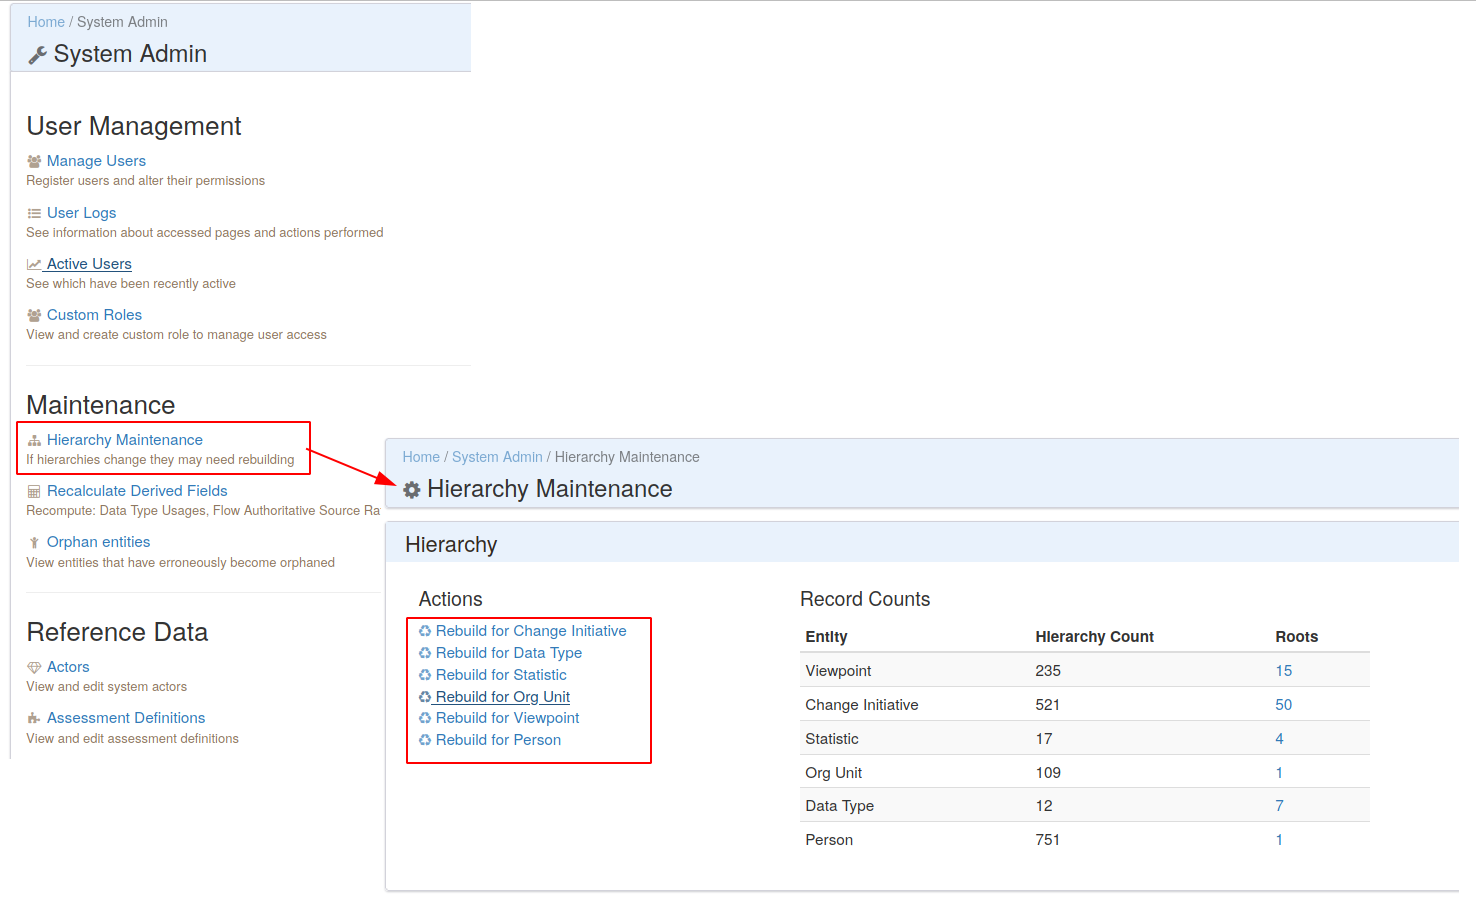 Home / System Admin
System Admin
User Management
Manage Users
Register users and alter their permissions
User Logs
See information about accessed pages and actions performed
Active Users
See which have been recently active
Custom Roles
View and create custom role to manage user access
Maintenance
Hierarchy Maintenance
If hierarchies change they may need rebuilding
Recalculate Derived Fields
Recompute: Data Type Usages, Flow Authoritative Source Ra
Orphan entities
View entities that have erroneously become orphaned
Reference Data
Actors
View and edit system actors
Assessment Definitions
View and edit assessment definitions
Home / System Admin / Hierarchy Maintenance
Hierarchy Maintenance
Hierarchy
Actions
Rebuild for Change Initiative
Rebuild for Data Type
Rebuild for Statistic
Rebuild for Org Unit
Rebuild for Viewpoint
Rebuild for Person
Record Counts
Entity Hierarchy Count Roots
Viewpoint 235 15
Change Initiative 521 50
Statistic 17 4
Org Unit 109 1
Data Type 12 7
Person 751 1